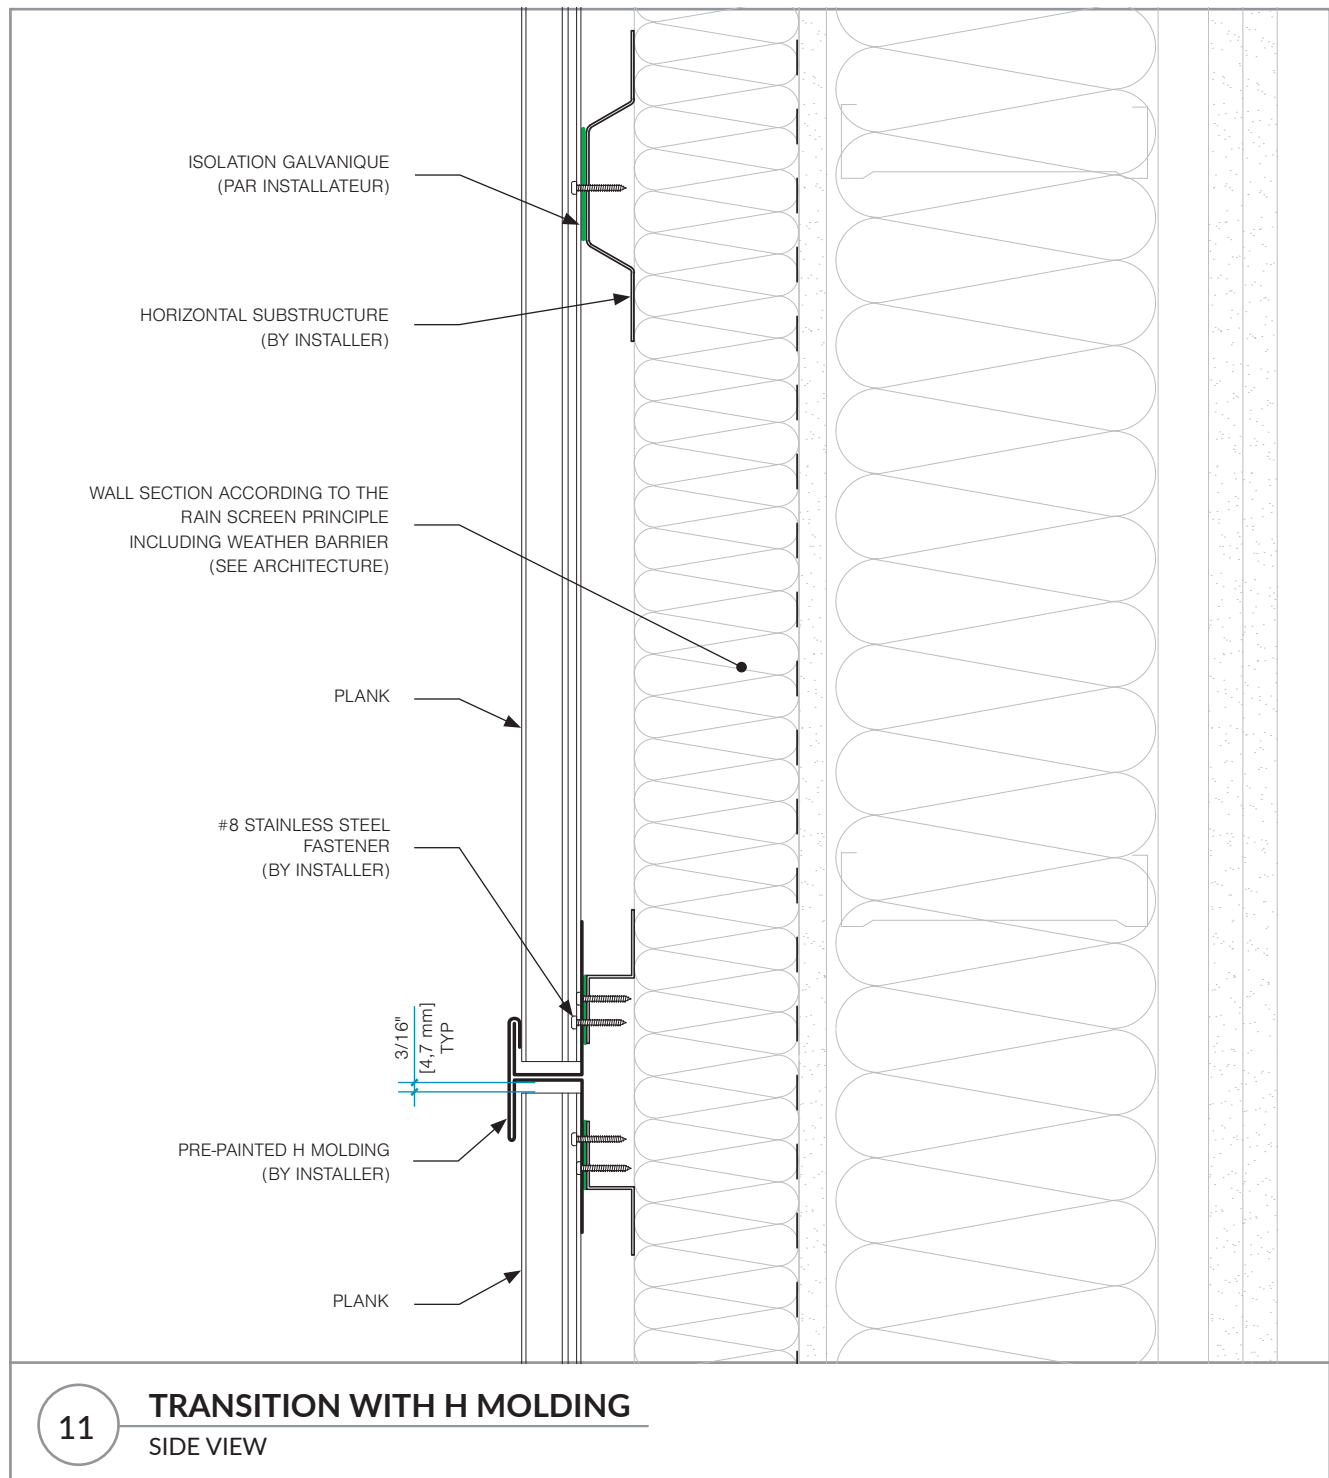 ISOLATION GALVANIQUE
(PAR INSTALLATEUR)
HORIZONTAL SUBSTRUCTURE
(BY INSTALLER)
WALL SECTION ACCORDING TO THE
RAIN SCREEN PRINCIPLE
INCLUDING WEATHER BARRIER
(SEE ARCHITECTURE)
PLANK
#8 STAINLESS STEEL
FASTENER
(BY INSTALLER)
3/16"
[4,7 mm]
TYP
PRE-PAINTED H MOLDING
(BY INSTALLER)
PLANK
11
TRANSITION WITH H MOLDING
SIDE VIEW